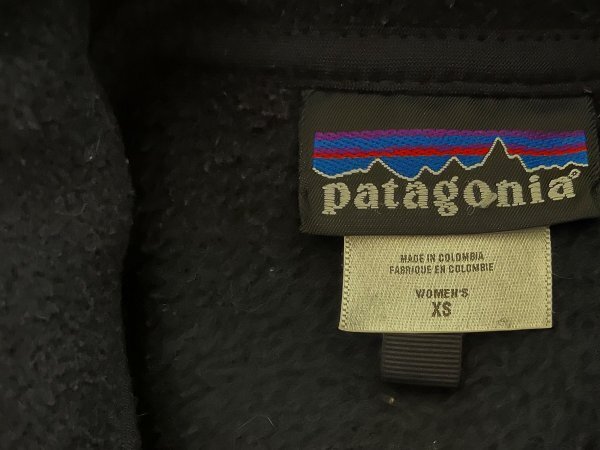 patagonia®
MADE IN COLOMBIA
FABRIQUE EN COLOMBIE
WOMEN'S
XS